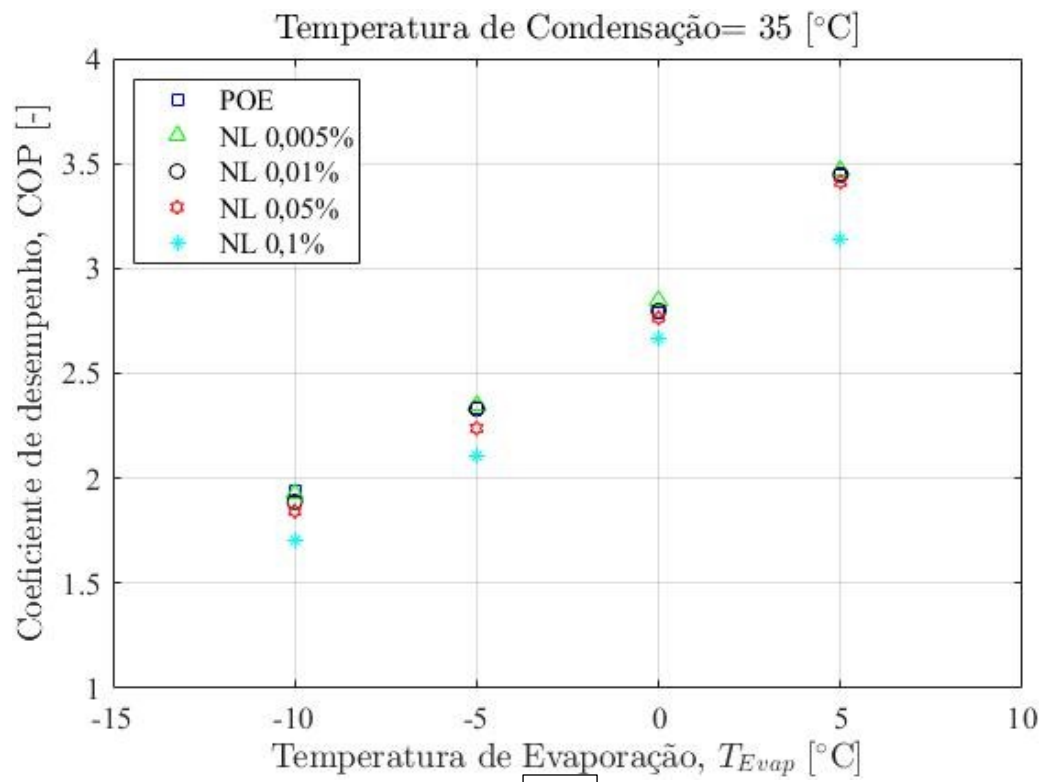 Temperatura de Condensação= 35 [°C]
Coeficiente de desempenho, COP [-]
4
3.5
3
2.5
2
1.5
1
POE
NL 0,005%
NL 0,01%
NL 0,05%
NL 0,1%
-15 -10 -5 0 5 10
Temperatura de Evaporação, T_Evap [°C]